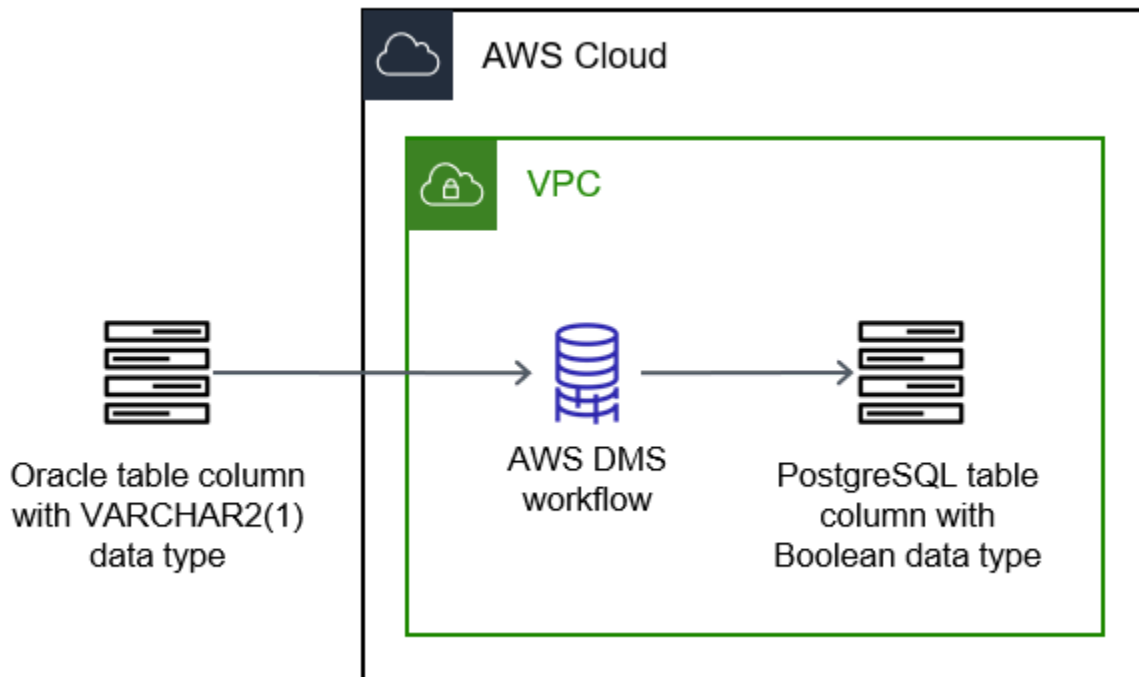 AWS Cloud
VPC
Oracle table column
with VARCHAR2(1)
data type
AWS DMS
workflow
PostgreSQL table
column with
Boolean data type